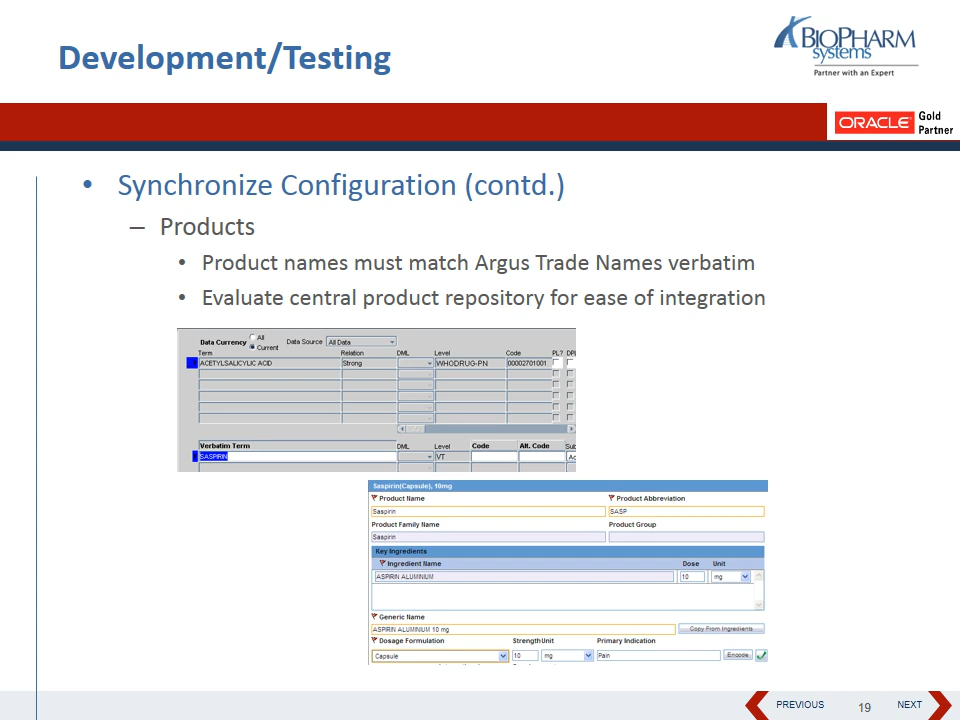 Development/Testing
BIOPHARM
systems
Partner with an Expert
ORACLE
Gold
Partner
• Synchronize Configuration (contd.)
– Products
• Product names must match Argus Trade Names verbatim
• Evaluate central product repository for ease of integration
Data Currency All Current Data Source All Data
Term Relation DML Level Code PL? DPI
ACETYLSALICYLIC ACID Strong WHODRUG-PN 00002701001
Verbatim Term DML Level Code Alt. Code Sub
SASPIRIN VT Ac
Saspirin(Capsule), 10mg
Product Name Product Abbreviation
Saspirin SASP
Product Family Name Product Group
Saspirin
Key Ingredients
Ingredient Name Dose Unit
ASPIRIN ALUMINIUM 10 mg
Generic Name
ASPIRIN ALUMINIUM 10 mg Copy From Ingredients
Dosage Formulation Strength Unit Primary Indication
Capsule 10 mg Pain Encode
PREVIOUS 19 NEXT